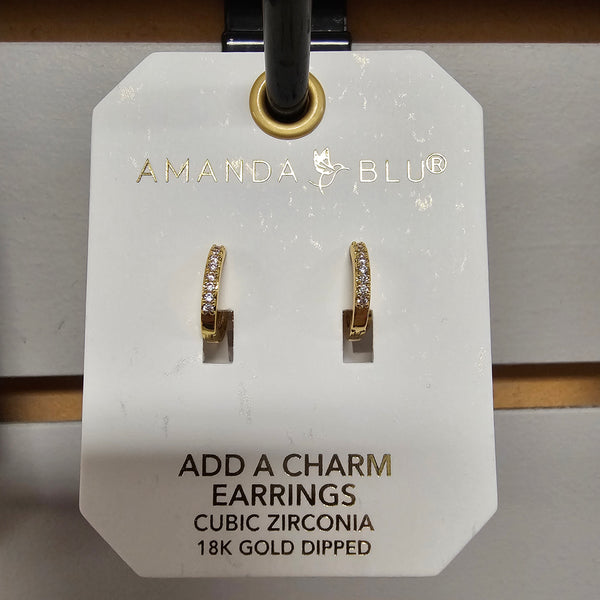 AMANDA BLU®
ADD A CHARM
EARRINGS
CUBIC ZIRCONIA
18K GOLD DIPPED